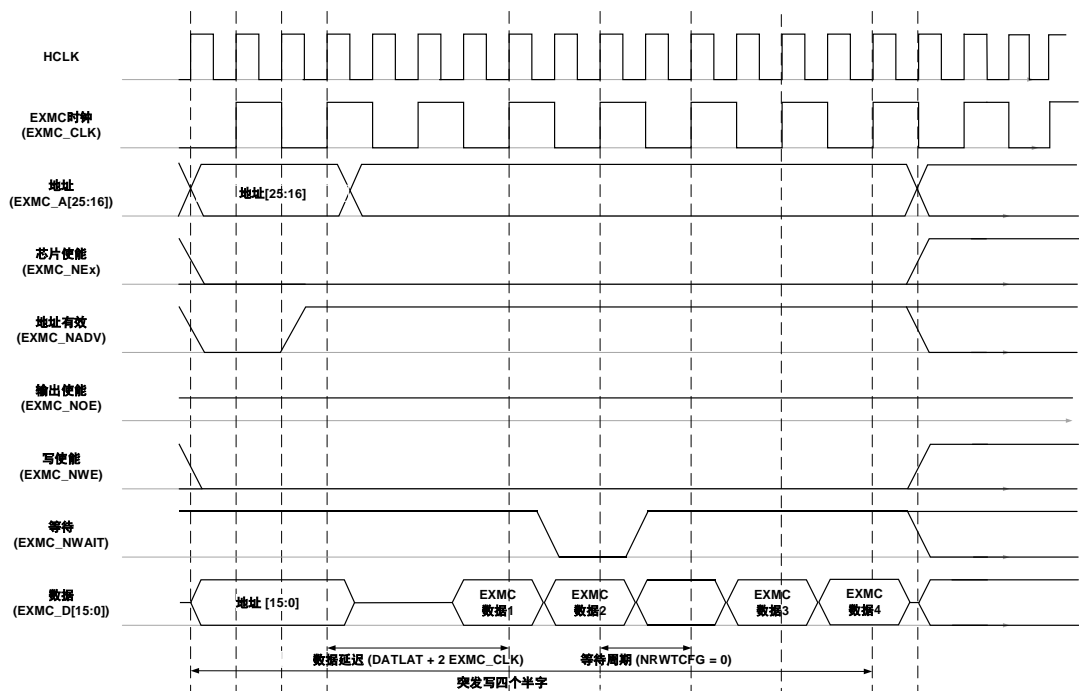 HCLK
EXMC时钟
(EXMC_CLK)
地址
(EXMC_A[25:16])
地址[25:16]
芯片使能
(EXMC_NEx)
地址有效
(EXMC_NADV)
输出使能
(EXMC_NOE)
写使能
(EXMC_NWE)
等待
(EXMC_NWAIT)
数据
(EXMC_D[15:0])
地址 [15:0]
EXMC
数据1
EXMC
数据2
EXMC
数据3
EXMC
数据4
数据延迟 (DATLAT + 2 EXMC_CLK)
等待周期 (NRWTCFG = 0)
突发写四个半字